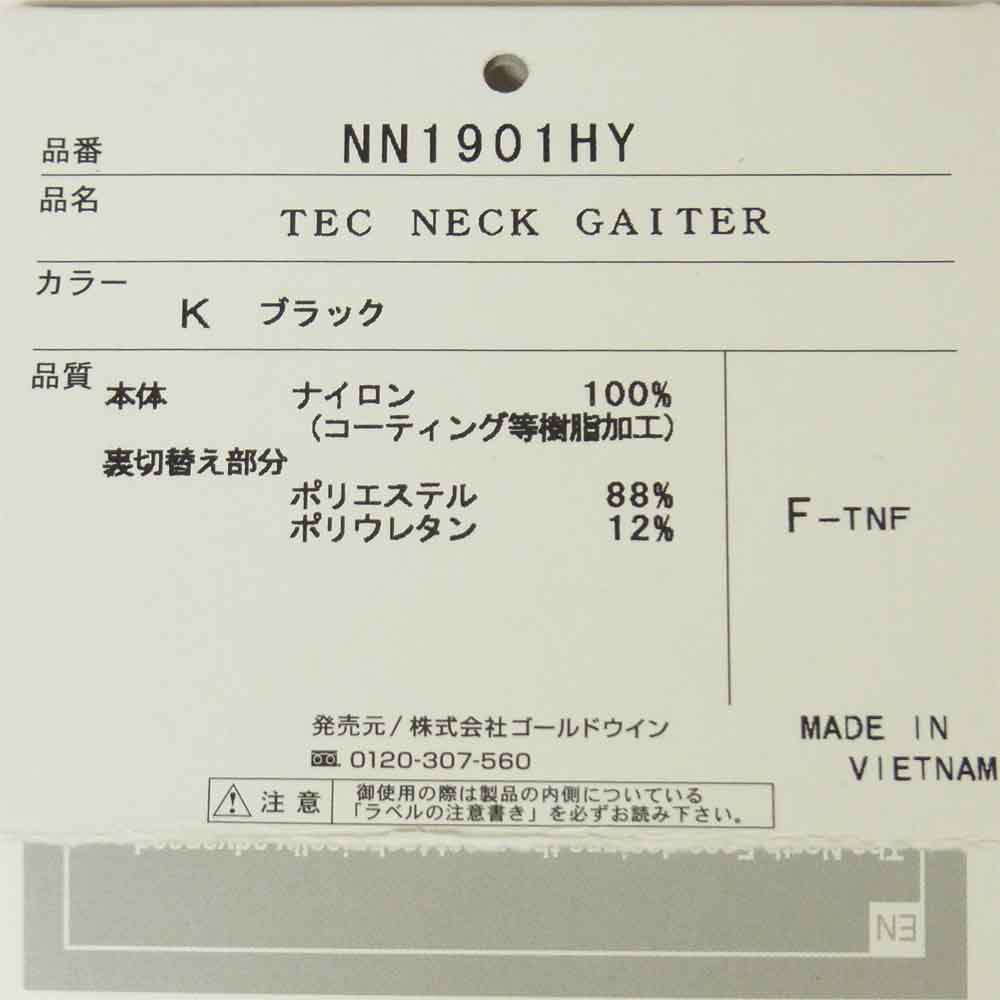 品番 NN1901HY
品名 TEC NECK GAITER
カラー
K ブラック
品質 本体 ナイロン 100%
(コーティング等樹脂加工)
裏切替え部分
ポリエステル 88%
ポリウレタン 12%
F-TNF
発売元/株式会社ゴールドウイン
0120-307-560
MADE IN
VIETNAM
注意
御使用の際は製品の内側についている
「ラベルの注意書き」を必ずお読み下さい。
EN